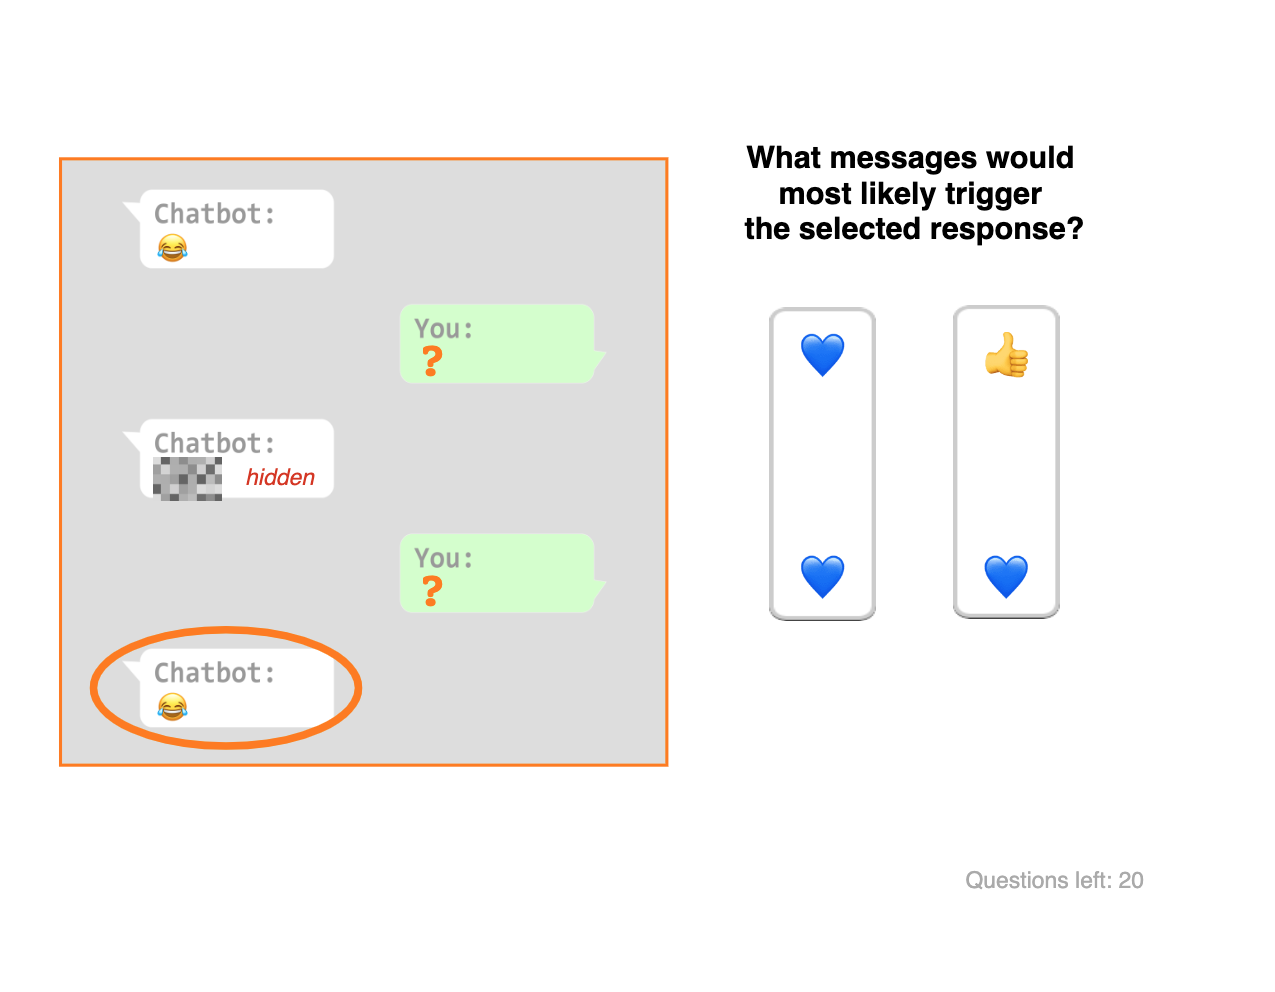 What messages would
most likely trigger
the selected response?
Chatbot:
😂
You:
?
Chatbot:
hidden
You:
?
Chatbot:
😂
💙 👍
💙 💙
Questions left: 20